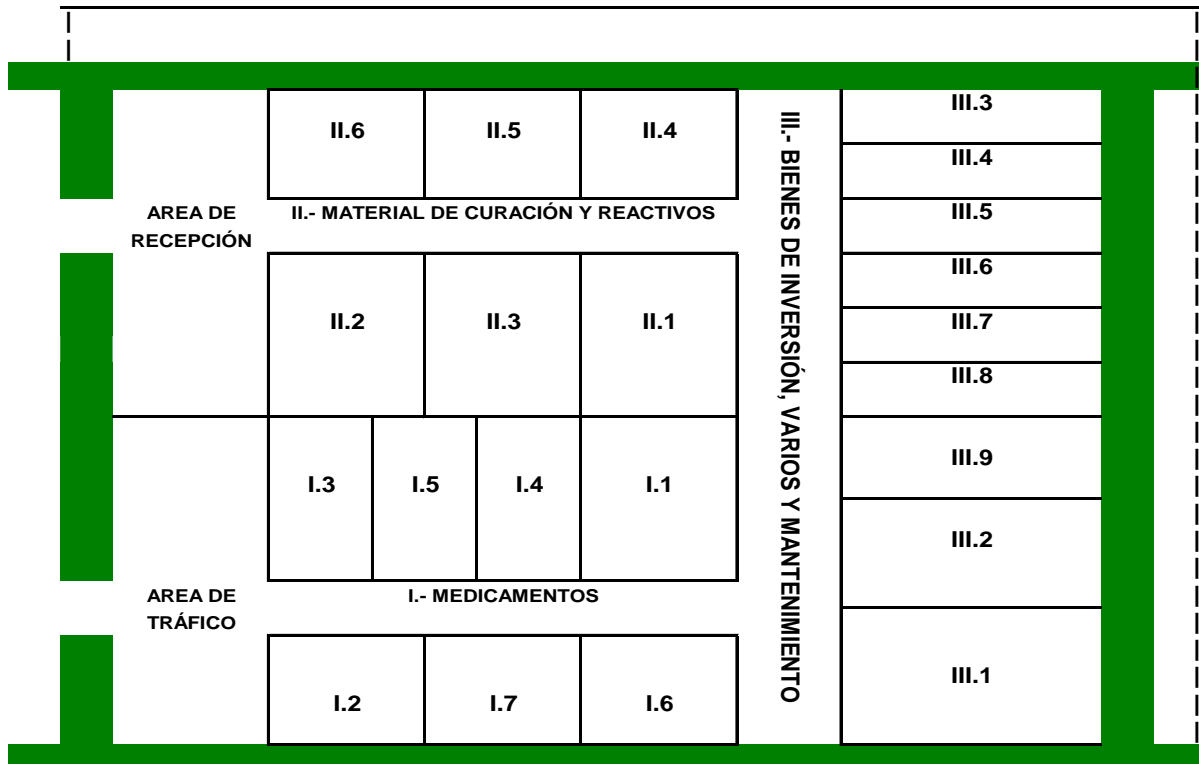 III.3
II.6
II.5
II.4
III.4
AREA DE
RECEPCIÓN
II.- MATERIAL DE CURACIÓN Y REACTIVOS
III.5
III.6
II.2
II.3
II.1
III.7
III.8
III.- BIENES DE INVERSIÓN, VARIOS Y MANTENIMIENTO
I.3
I.5
I.4
I.1
III.9
III.2
AREA DE
TRÁFICO
I.- MEDICAMENTOS
III.1
I.2
I.7
I.6